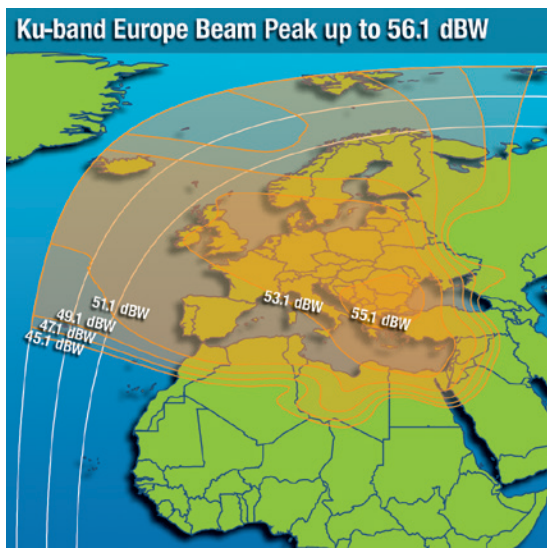 Ku-band Europe Beam Peak up to 56.1 dBW
53.1 dBW
55.1 dBW
51.1 dBW
49.1 dBW
47.1 dBW
45.1 dBW